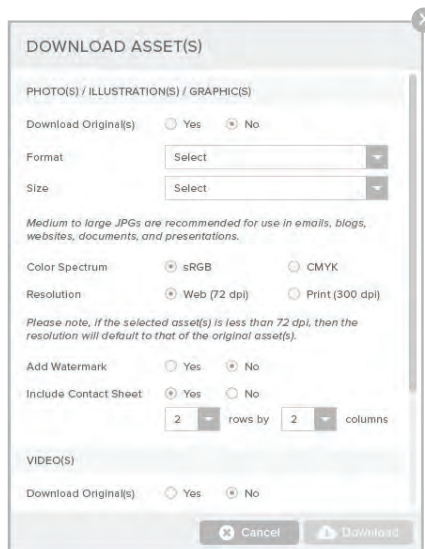 DOWNLOAD ASSET(S)
PHOTO(S) / ILLUSTRATION(S) / GRAPHIC(S)
Download Original(s) Yes No
Format Select
Size Select
Medium to large JPGs are recommended for use in emails, blogs,
websites, documents, and presentations.
Color Spectrum sRGB CMYK
Resolution Web (72 dpi) Print (300 dpi)
Please note, if the selected asset(s) is less than 72 dpi, then the
resolution will default to that of the original asset(s).
Add Watermark Yes No
Include Contact Sheet Yes No
2 rows by 2 columns
VIDEO(S)
Download Original(s) Yes No
Cancel Download